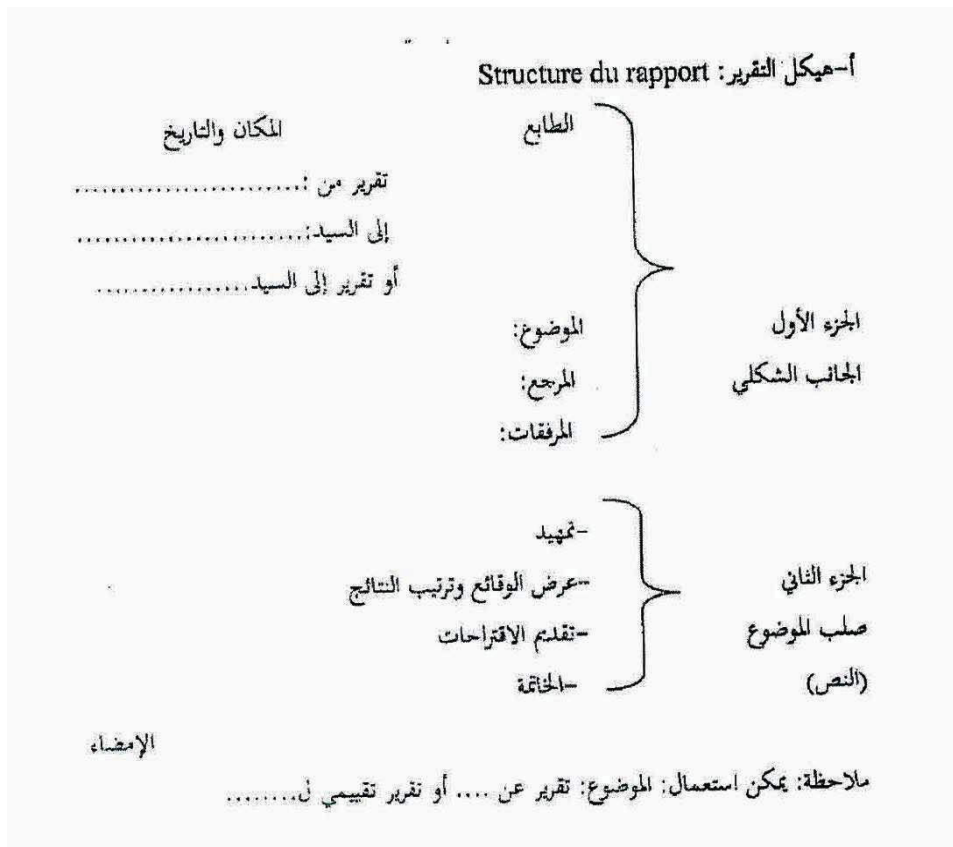 أ-هيكل التقرير: Structure du rapport
الطابع المكان والتاريخ
تقرير من :.........................
إلى السيد:.........................
أو تقرير إلى السيد.................
الجزء الأول الموضوع:
الجانب الشكلي المرجع:
المرفقات:
-تمهيد
الجزء الثاني -عرض الوقائع وترتيب النتائج
صلب الموضوع -تقديم الاقتراحات
(النص) -الخاتمة
الإمضاء
ملاحظة: يمكن استعمال: الموضوع: تقرير عن .... أو تقرير تقييمي ل........